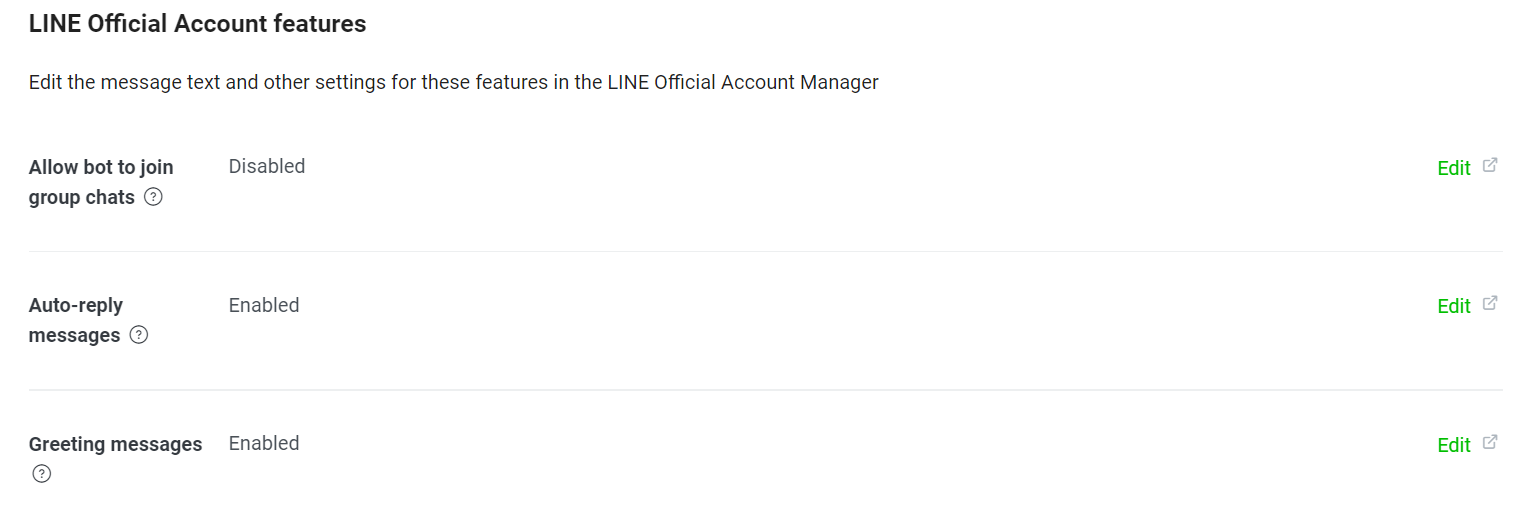 LINE Official Account features
Edit the message text and other settings for these features in the LINE Official Account Manager
Allow bot to join
group chats
Disabled
Edit
Auto-reply
messages
Enabled
Edit
Greeting messages
Enabled
Edit